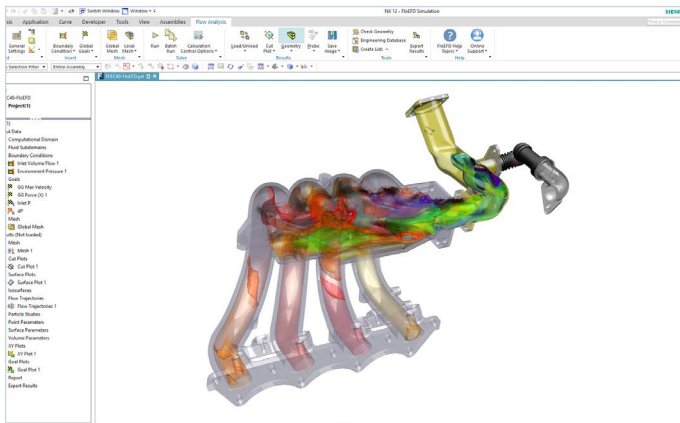 Switch Window Window NX 12 - FloEFD Simulation SIEM
sis Application Curve Developer Tools View Assemblies Flow Analysis
General Settings Boundary Condition Global Goals Global Mesh Local Mesh Run Batch Run Calculation Control Options Load/Unload Cut Plot Geometry Probe Save Image Check Geometry Engineering Database Create Lids Export Results FloEFD Help Topics Online Support
Insert Mesh Solve Results Tools Help
Selection Filter Entire Assembly
Project(1)
ut Data
Computational Domain
Fluid Subdomains
Boundary Conditions
Inlet Volume Flow 1
Environment Pressure 1
Goals
GG Max Velocity
GG Force (X) 1
Inlet P
dP
Mesh
Global Mesh
ults (Not loaded)
Mesh
Mesh 1
Cut Plots
Cut Plot 1
Surface Plots
Surface Plot 1
Isosurfaces
Flow Trajectories
Flow Trajectories 1
Particle Studies
Point Parameters
Surface Parameters
Volume Parameters
XY Plots
XY Plot 1
Goal Plots
Goal Plot 1
Report
Export Results